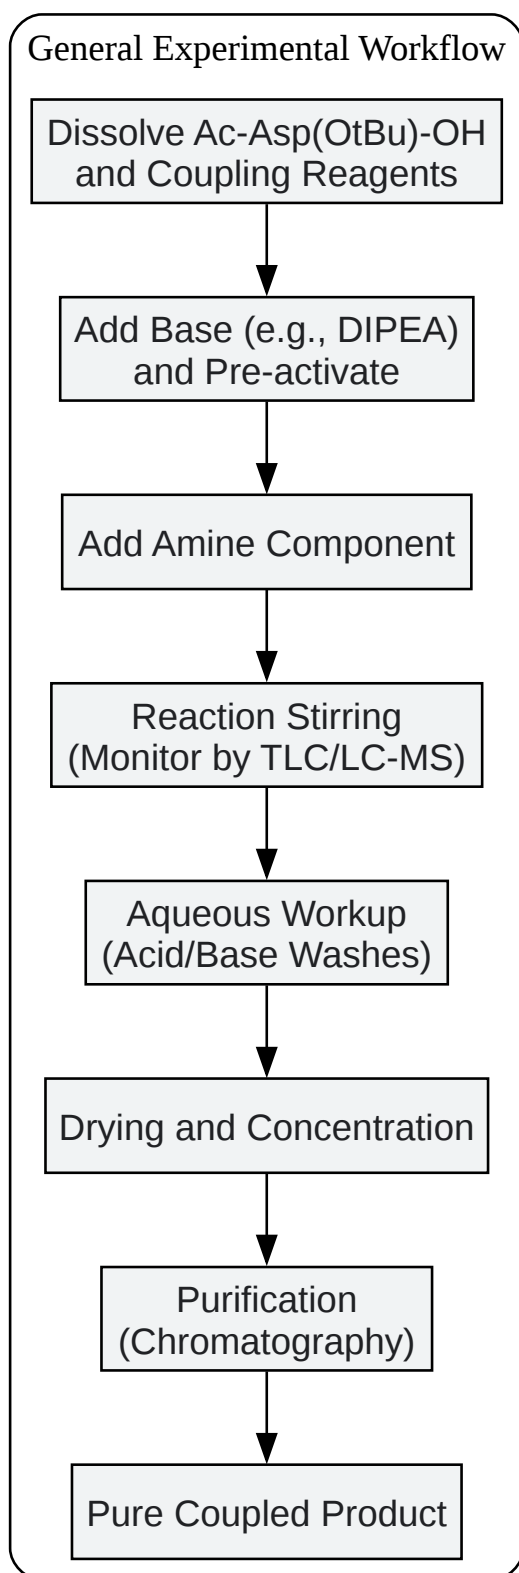 General Experimental Workflow
Dissolve Ac-Asp(OtBu)-OH
and Coupling Reagents
Add Base (e.g., DIPEA)
and Pre-activate
Add Amine Component
Reaction Stirring
(Monitor by TLC/LC-MS)
Aqueous Workup
(Acid/Base Washes)
Drying and Concentration
Purification
(Chromatography)
Pure Coupled Product